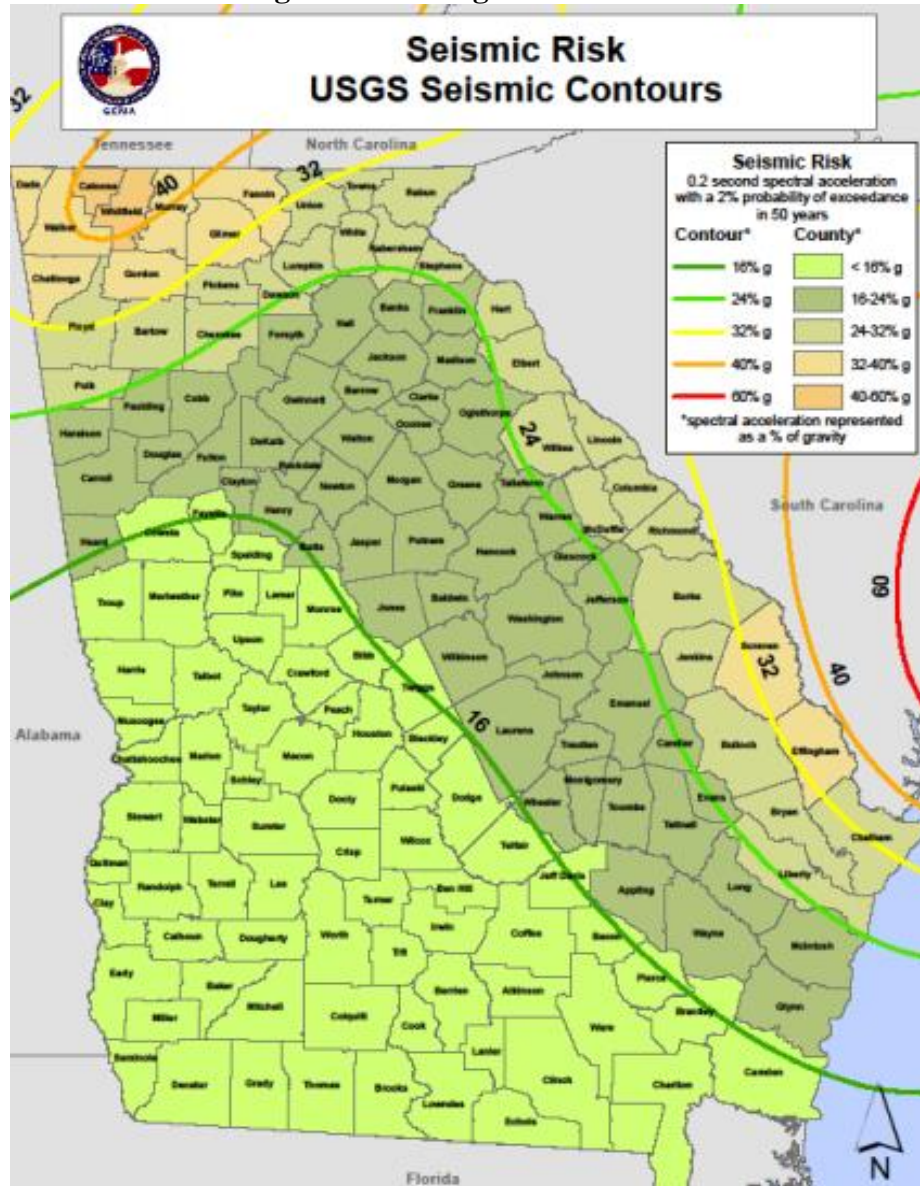 Seismic Risk
USGS Seismic Contours
GEMA
32
Tennessee
North Carolina
32
40
Seismic Risk
0.2 second spectral acceleration
with a 2% probability of exceedance
in 50 years
Contour* County*
16% g < 16% g
24% g 16-24% g
32% g 24-32% g
40% g 32-40% g
60% g 40-60% g
*spectral acceleration represented
as a % of gravity
Dade Catoosa Fannin Towns Rabun
Whitfield Murray Union
Walker Gilmer White Habersham
Chattooga Gordon Lumpkin Stephens
Pickens Dawson
Floyd Bartow Cherokee Forsyth Hall Banks Franklin Hart
Jackson Madison Elbert
Polk Paulding Cobb Gwinnett Barrow Clarke Oglethorpe
Haralson Oconee
24
Wilkes Lincoln
Douglas Fulton DeKalb Walton
Carroll Clayton Rockdale Newton Morgan Greene Taliaferro Columbia
South Carolina
Fayette Henry Warren McDuffie Richmond
Heard Coweta Spalding Butts Jasper Putnam Hancock Glascock
60
Troup Meriwether Pike Lamar Monroe Jones Baldwin Washington Jefferson Burke
Upson Screven
32
Harris Talbot Crawford Bibb Wilkinson Johnson Jenkins
40
Taylor Peach Twiggs Emanuel
16
Muscogee Houston Bleckley Laurens
Alabama
Chattahoochee Marion Macon Treutlen Candler Bulloch Effingham
Schley Pulaski Dodge Montgomery
Stewart Webster Sumter Dooly Wheeler Toombs Evans Bryan
Wilcox Telfair Tattnall Chatham
Quitman Crisp Jeff Davis Liberty
Randolph Terrell Lee Ben Hill Appling Long
Clay Turner
Calhoun Dougherty Worth Irwin Coffee Bacon Wayne McIntosh
Tift
Early Baker Pierce
Miller Mitchell Colquitt Berrien Atkinson Brantley Glynn
Cook Ware
Seminole Lanier
Decatur Grady Thomas Brooks Clinch Charlton Camden
Lowndes Echols
N
Florida